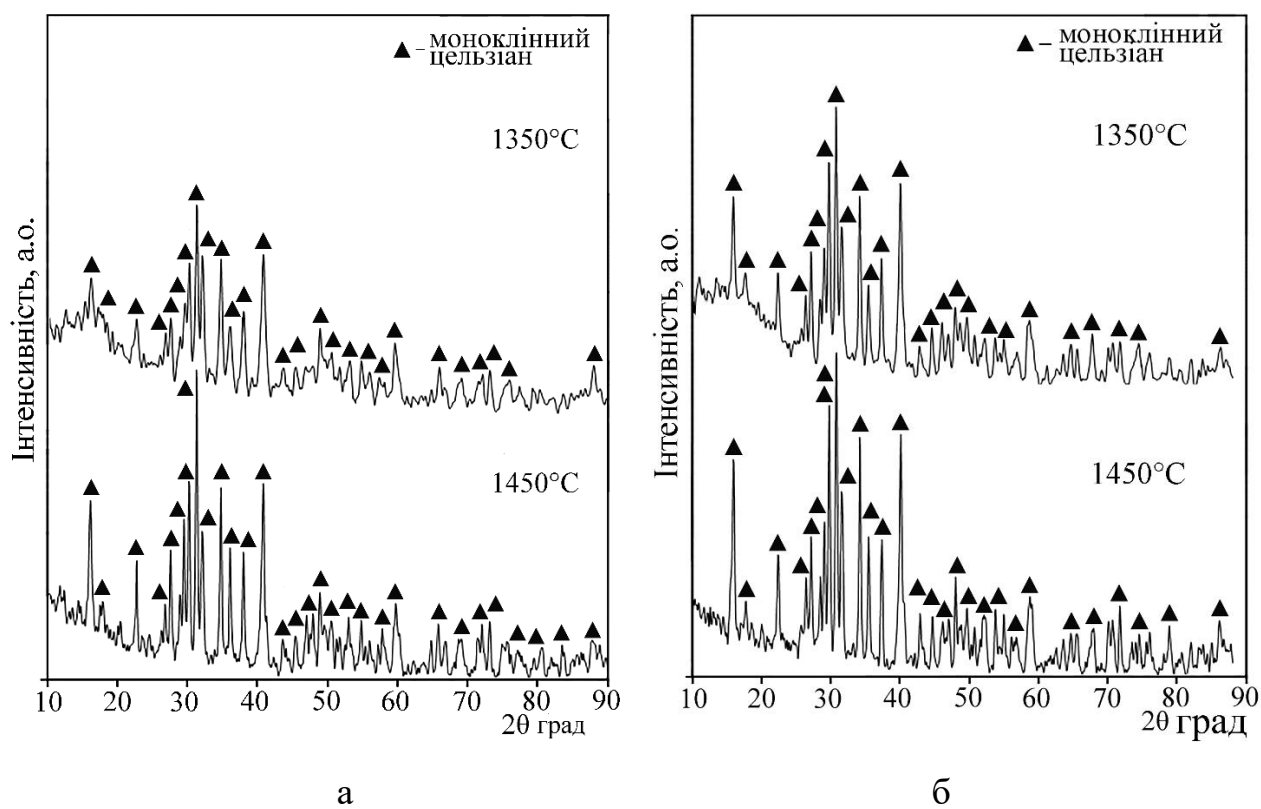 ▲ – моноклінний
цельзіан
1350°C
1450°C
Інтенсивність, а.о.
10 20 30 40 50 60 70 80 90
2θ град
а
▲ – моноклінний
цельзіан
1350°C
1450°C
Інтенсивність, а.о.
10 20 30 40 50 60 70 80 90
2θ град
б